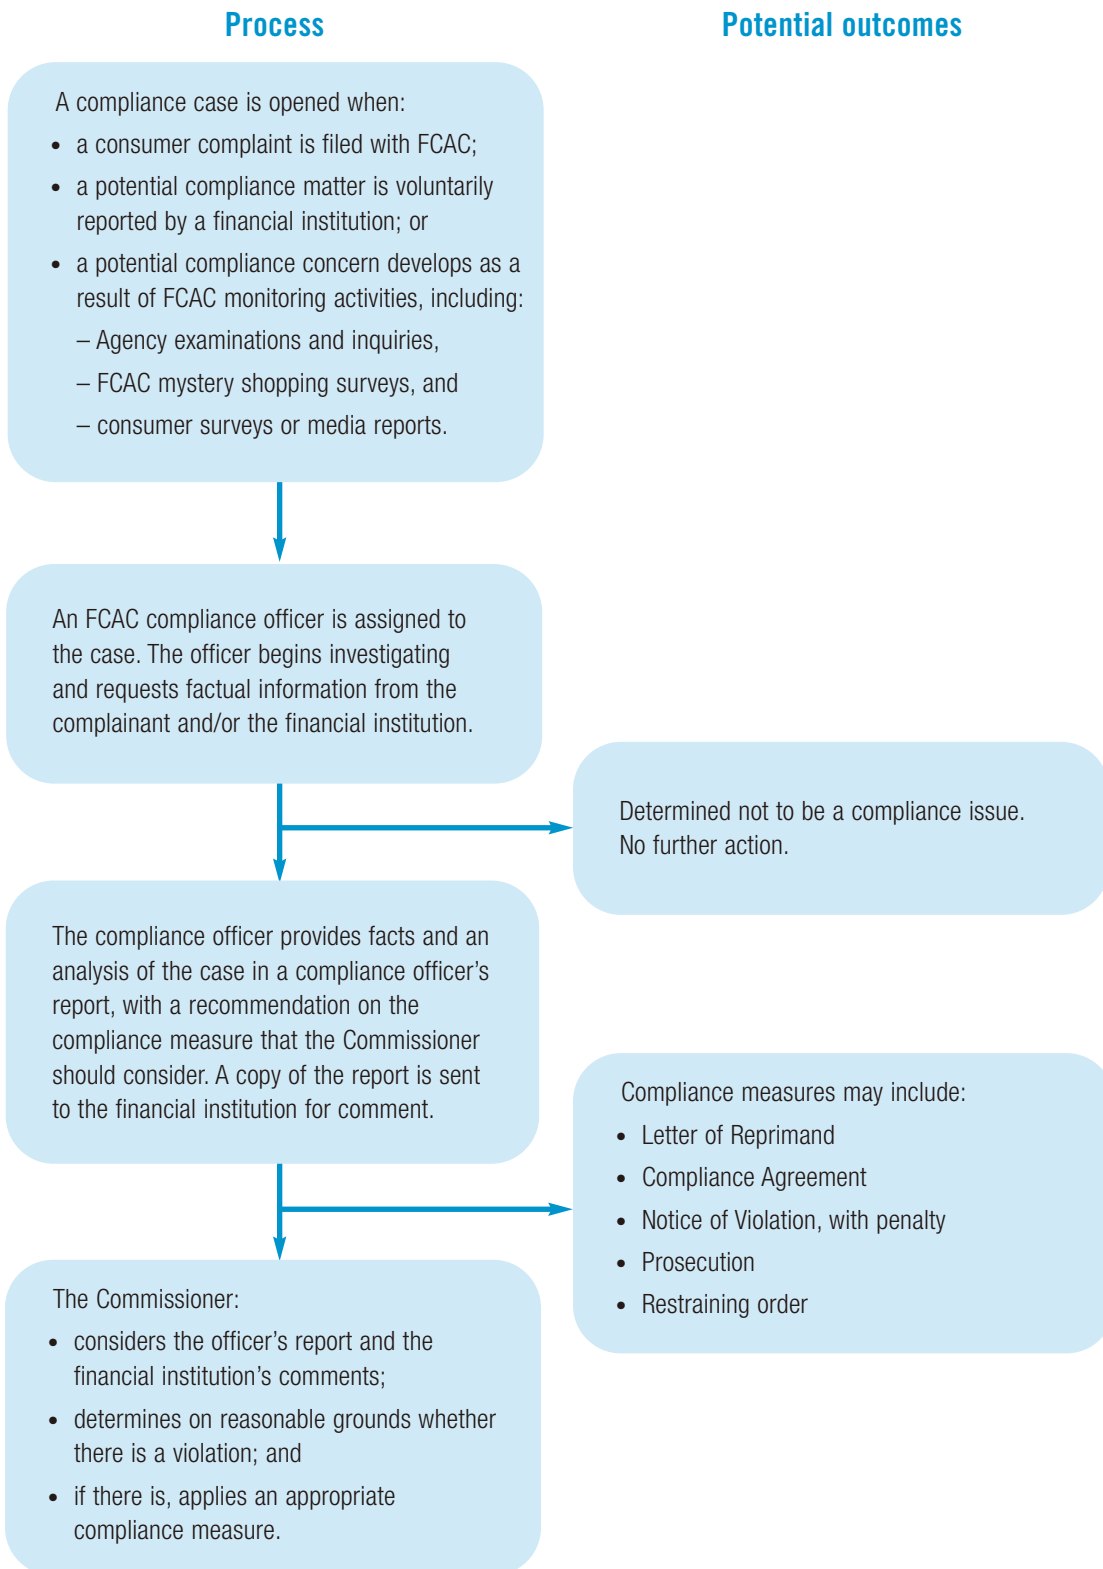 Process
Potential outcomes
A compliance case is opened when:
• a consumer complaint is filed with FCAC;
• a potential compliance matter is voluntarily
reported by a financial institution; or
• a potential compliance concern develops as a
result of FCAC monitoring activities, including:
– Agency examinations and inquiries,
– FCAC mystery shopping surveys, and
– consumer surveys or media reports.
An FCAC compliance officer is assigned to
the case. The officer begins investigating
and requests factual information from the
complainant and/or the financial institution.
Determined not to be a compliance issue.
No further action.
The compliance officer provides facts and an
analysis of the case in a compliance officer’s
report, with a recommendation on the
compliance measure that the Commissioner
should consider. A copy of the report is sent
to the financial institution for comment.
Compliance measures may include:
• Letter of Reprimand
• Compliance Agreement
• Notice of Violation, with penalty
• Prosecution
• Restraining order
The Commissioner:
• considers the officer’s report and the
financial institution’s comments;
• determines on reasonable grounds whether
there is a violation; and
• if there is, applies an appropriate
compliance measure.